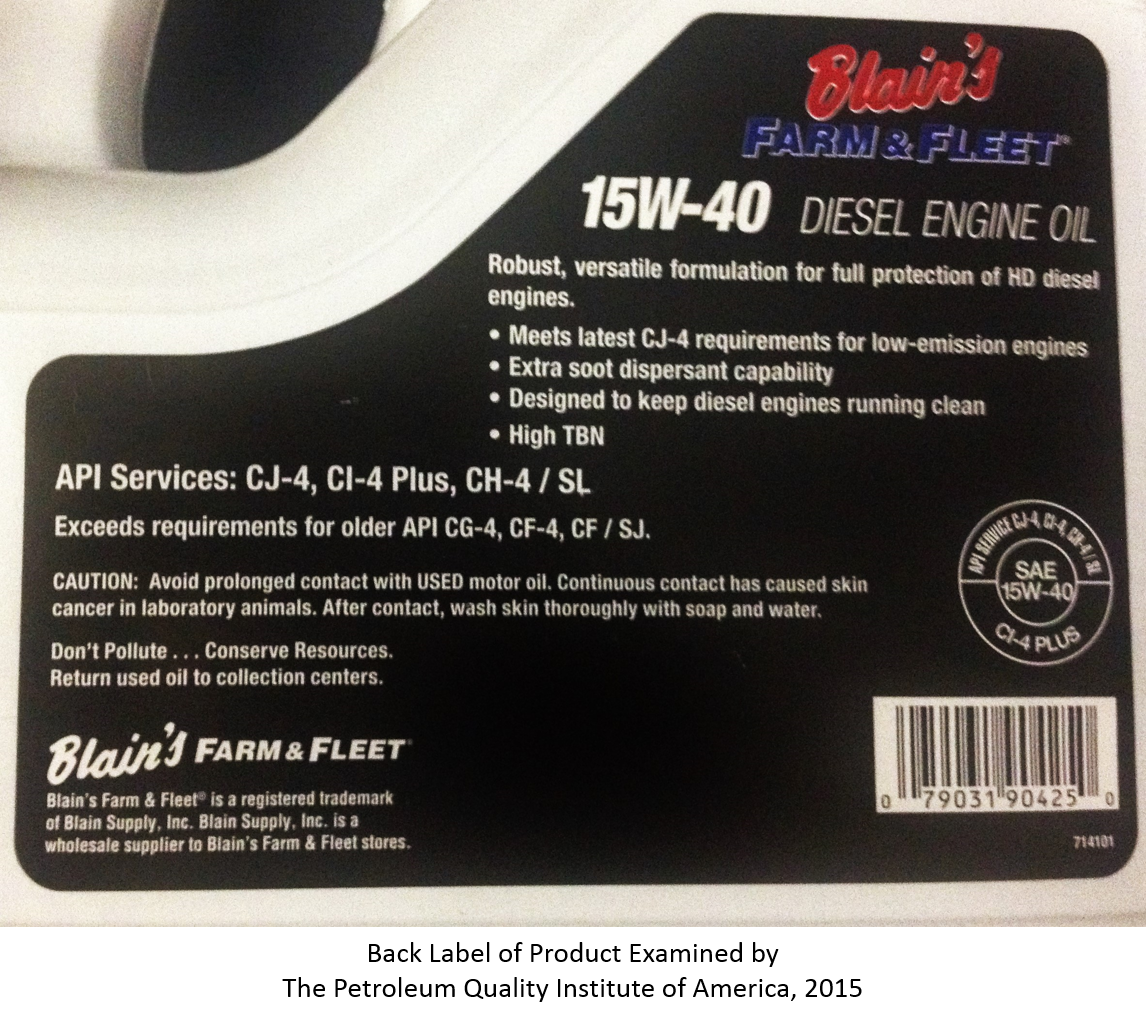 Blain's
FARM & FLEET®
15W-40 DIESEL ENGINE OIL
Robust, versatile formulation for full protection of HD diesel
engines.
• Meets latest CJ-4 requirements for low-emission engines
• Extra soot dispersant capability
• Designed to keep diesel engines running clean
• High TBN
API Services: CJ-4, CI-4 Plus, CH-4 / SL
Exceeds requirements for older API CG-4, CF-4, CF / SJ.
API SERVICE CJ-4, CI-4, CH-4 / SL
SAE
15W-40
CI-4 PLUS
CAUTION: Avoid prolonged contact with USED motor oil. Continuous contact has caused skin
cancer in laboratory animals. After contact, wash skin thoroughly with soap and water.
Don't Pollute . . . Conserve Resources.
Return used oil to collection centers.
Blain's FARM & FLEET®
Blain's Farm & Fleet® is a registered trademark
of Blain Supply, Inc. Blain Supply, Inc. is a
wholesale supplier to Blain's Farm & Fleet stores.
0 79031 90425 0
714101
Back Label of Product Examined by
The Petroleum Quality Institute of America, 2015